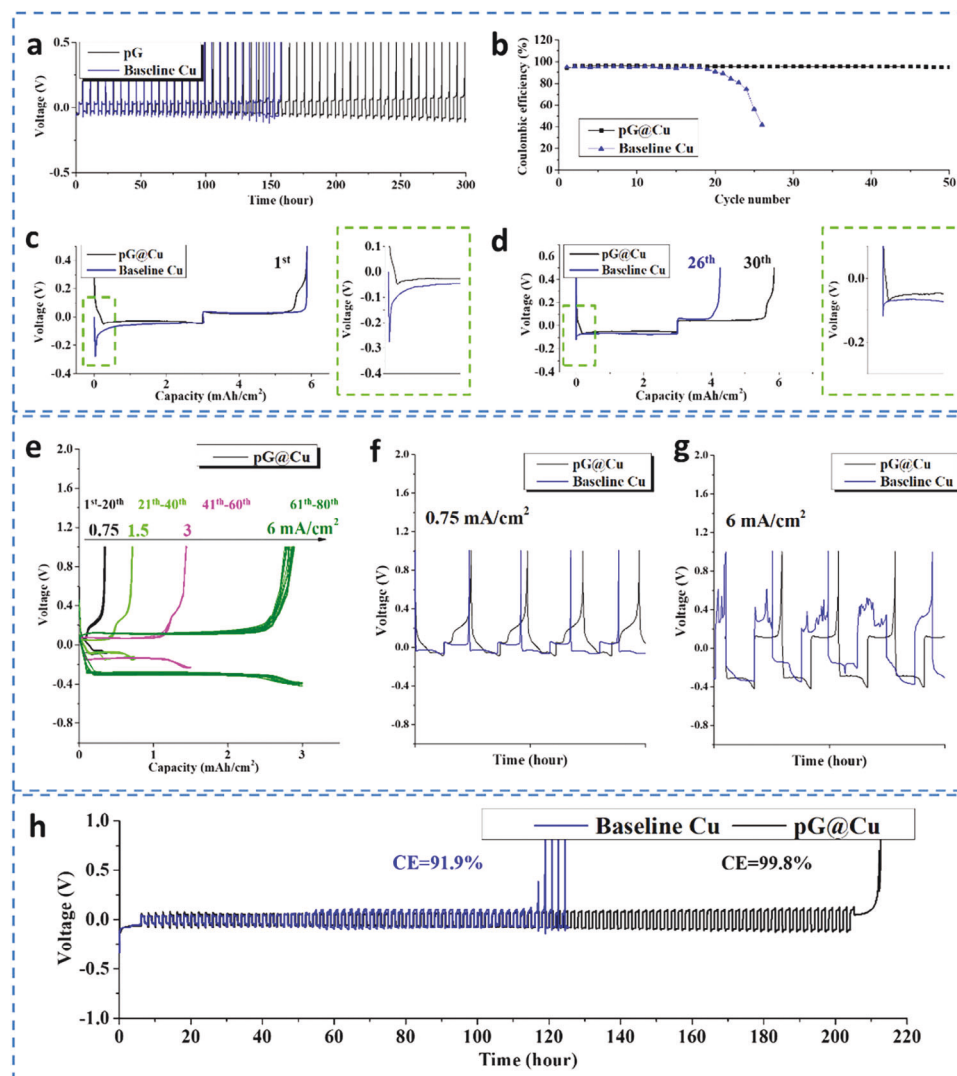 a
pG
Baseline Cu
Voltage (V)
0.5
0.0
-0.5
0 50 100 150 200 250 300
Time (hour)
b
Coulombic efficiency (%)
120
100
80
60
40
20
0
pG@Cu
Baseline Cu
0 10 20 30 40 50
Cycle number
c
pG@Cu
Baseline Cu
1st
Voltage (V)
0.4
0.2
0.0
-0.2
-0.4
0 2 4 6
Capacity (mAh/cm2)
Voltage (V)
0.1
0.0
-0.1
-0.2
-0.3
-0.4
d
pG@Cu
Baseline Cu
26th 30th
Voltage (V)
0.6
0.4
0.2
0.0
-0.2
-0.4
0 2 4 6
Capacity (mAh/cm2)
Voltage (V)
0.0
-0.2
e
pG@Cu
1st-20th 21th-40th 41th-60th 61th-80th
0.75 1.5 3 6 mA/cm2
Voltage (V)
2.0
1.6
1.2
0.8
0.4
0.0
-0.4
-0.8
0 1 2 3
Capacity (mAh/cm2)
f
pG@Cu
Baseline Cu
0.75 mA/cm2
Voltage (V)
2.0
1.6
1.2
0.8
0.4
0.0
-0.4
-0.8
Time (hour)
g
pG@Cu
Baseline Cu
6 mA/cm2
Voltage (V)
2.0
1.6
1.2
0.8
0.4
0.0
-0.4
-0.8
Time (hour)
h
Baseline Cu pG@Cu
CE=91.9% CE=99.8%
Voltage (V)
1.0
0.5
0.0
-0.5
-1.0
0 20 40 60 80 100 120 140 160 180 200 220
Time (hour)